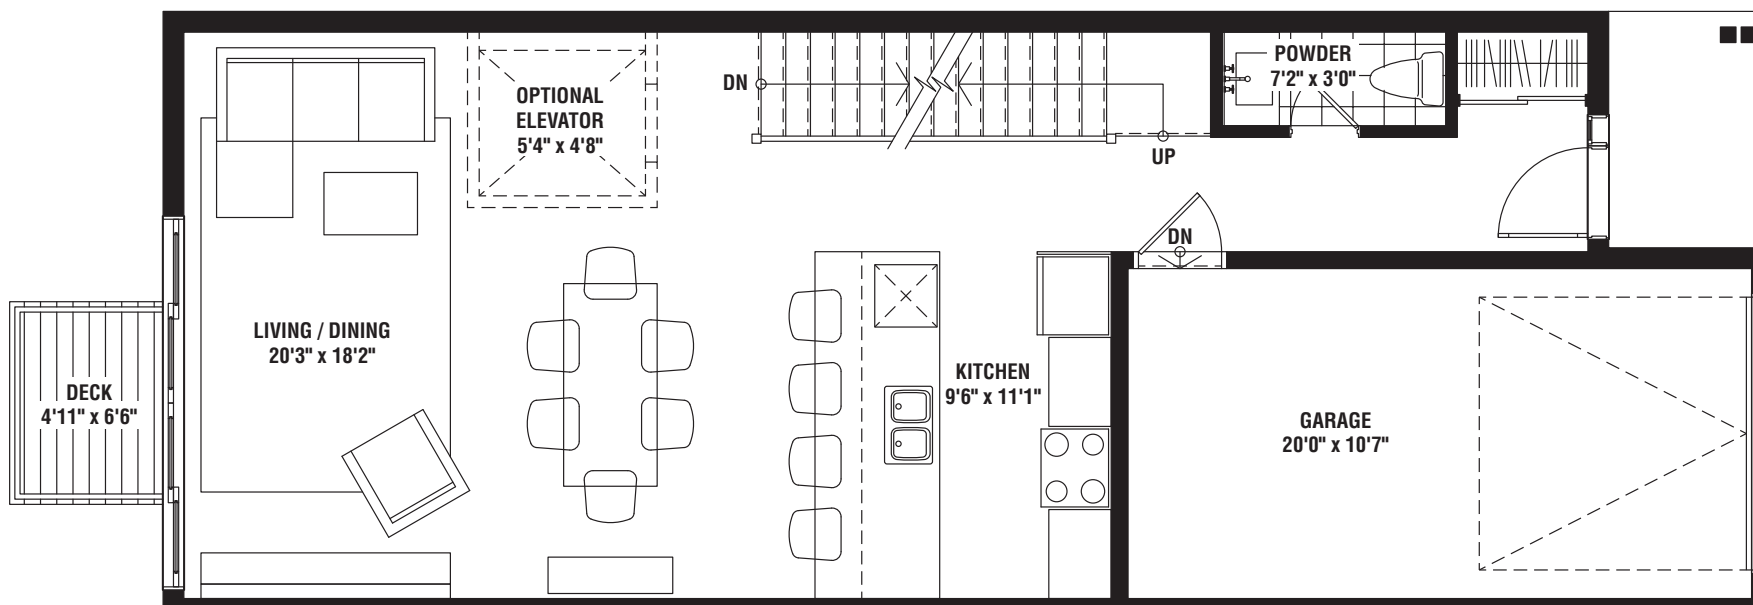 POWDER
7'2" x 3'0"
DN
OPTIONAL
ELEVATOR
5'4" x 4'8"
UP
DN
LIVING / DINING
20'3" x 18'2"
KITCHEN
9'6" x 11'1"
DECK
4'11" x 6'6"
GARAGE
20'0" x 10'7"